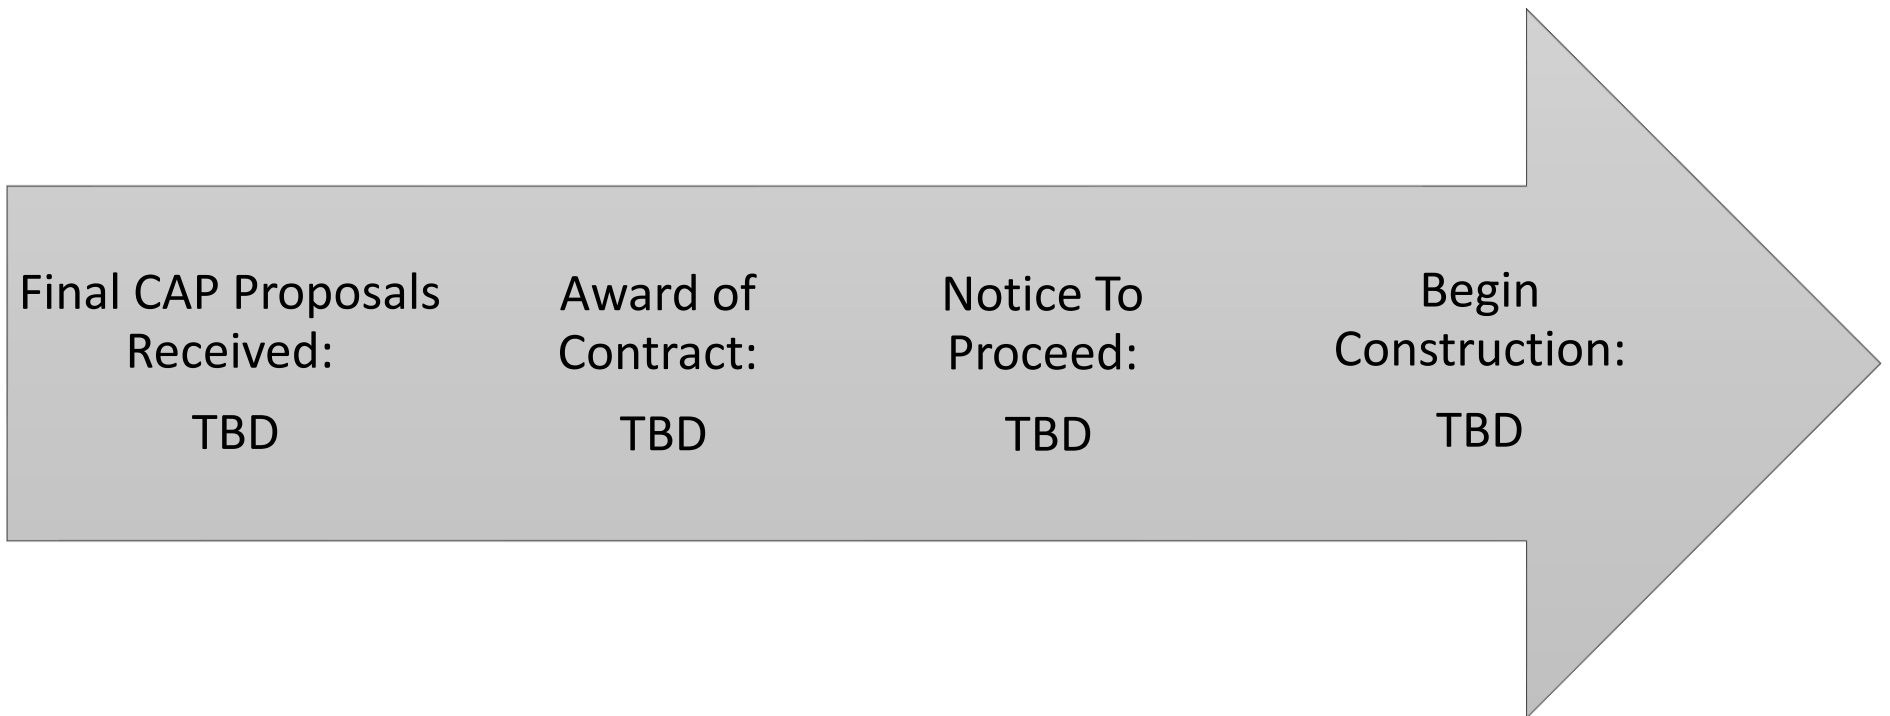 Final CAP Proposals
Received:
TBD
Award of
Contract:
TBD
Notice To
Proceed:
TBD
Begin
Construction:
TBD